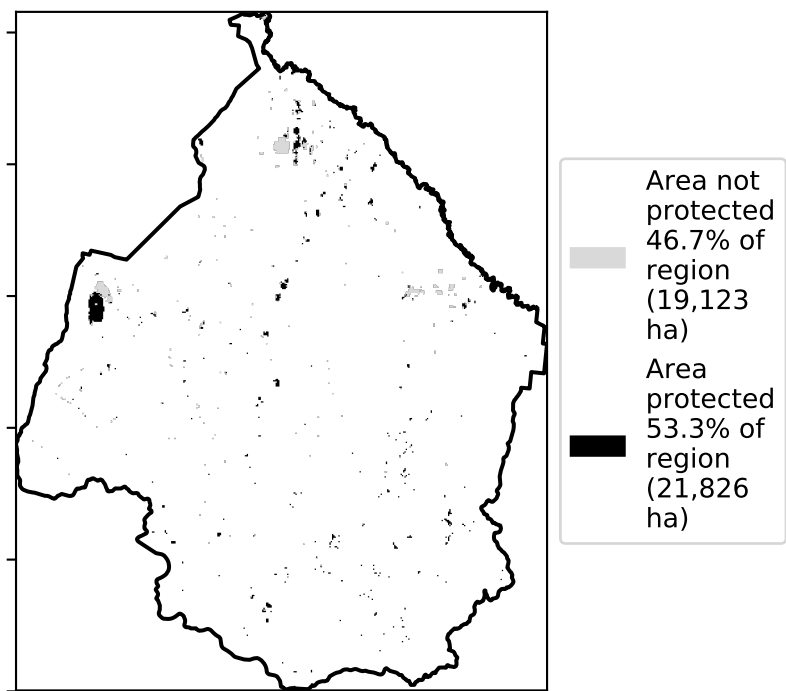 Area not
protected
46.7% of
region
(19,123
ha)
Area
protected
53.3% of
region
(21,826
ha)